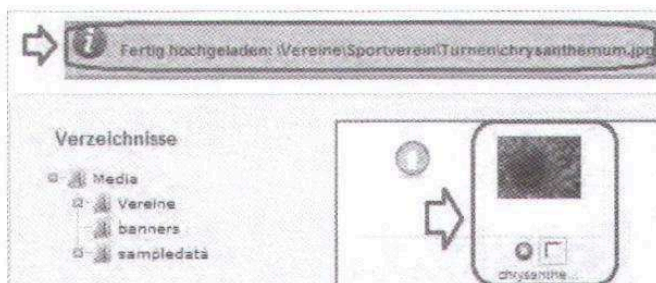 Fertig hochgeladen: \Vereine\Sportverein\Turnen\chrysanthemum.jpg
Verzeichnisse
Media
Vereine
banners
sampledata
chrysanthe...